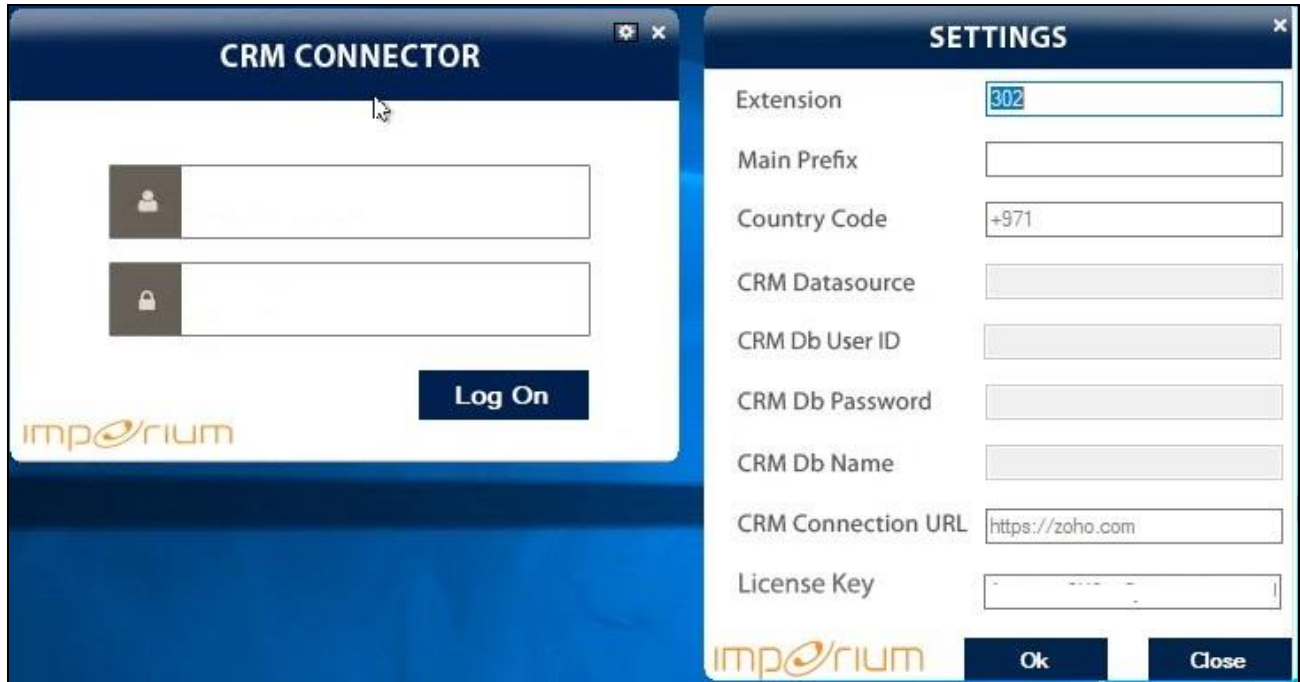 CRM CONNECTOR
Log On
imperium
SETTINGS
Extension 302
Main Prefix
Country Code +971
CRM Datasource
CRM Db User ID
CRM Db Password
CRM Db Name
CRM Connection URL https://zoho.com
License Key
imperium Ok Close